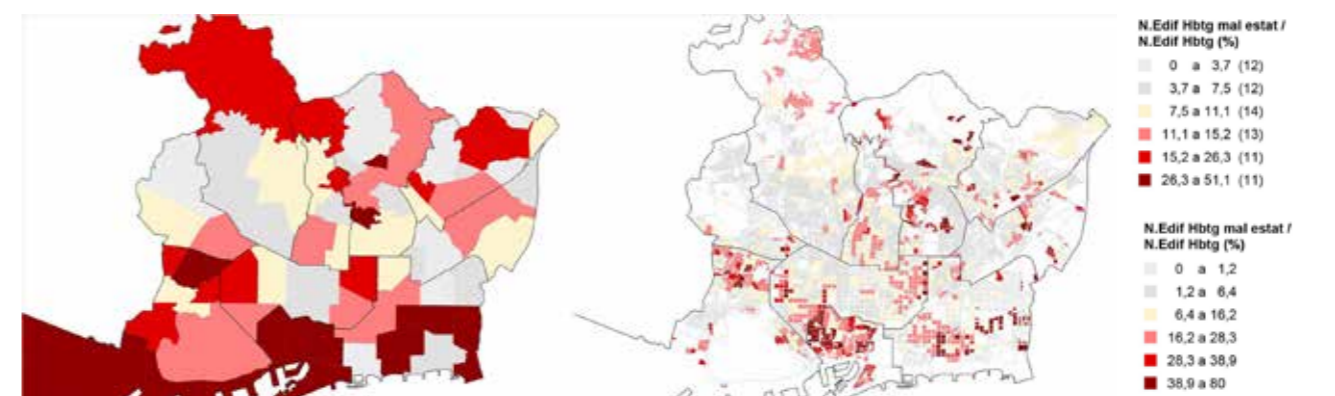 N.Edif Hbtg mal estat /
N.Edif Hbtg (%)
0 a 3,7 (12)
3,7 a 7,5 (12)
7,5 a 11,1 (14)
11,1 a 15,2 (13)
15,2 a 26,3 (11)
26,3 a 51,1 (11)
N.Edif Hbtg mal estat /
N.Edif Hbtg (%)
0 a 1,2
1,2 a 6,4
6,4 a 16,2
16,2 a 28,3
28,3 a 38,9
38,9 a 80